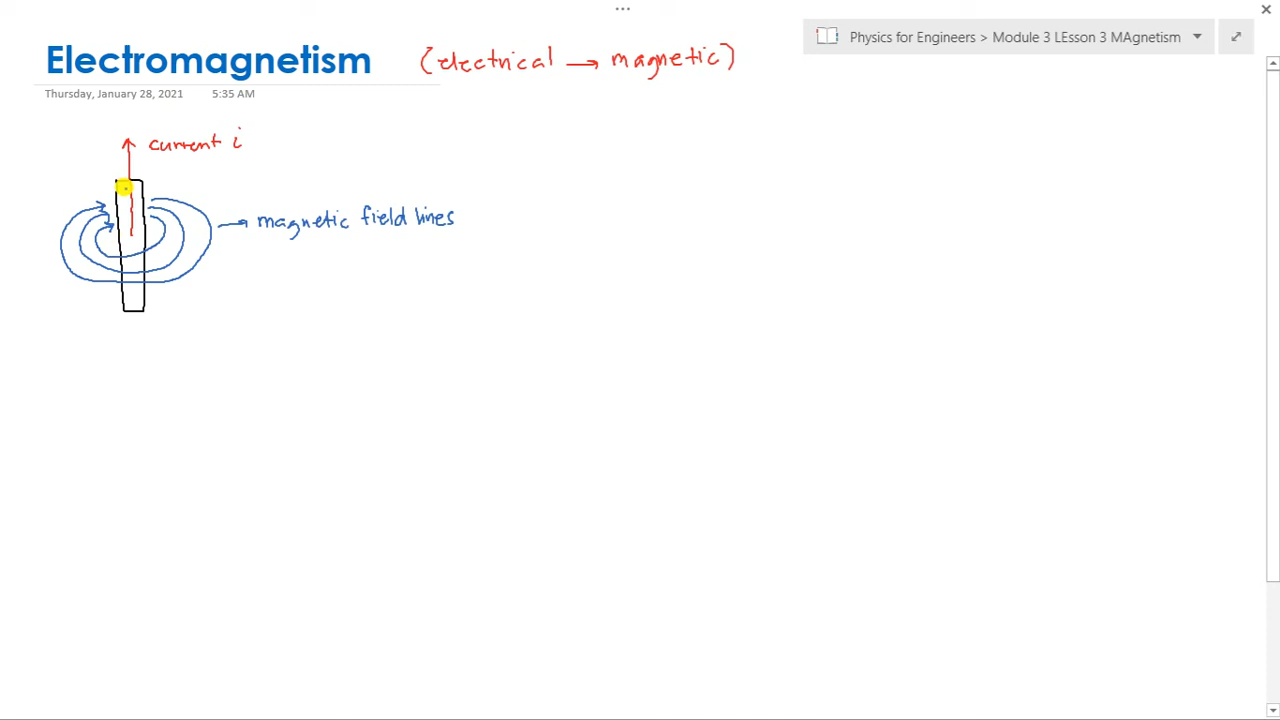 Physics for Engineers > Module 3 LEsson 3 MAgnetism
Electromagnetism (electrical → magnetic)
Thursday, January 28, 2021 5:35 AM
current i
magnetic field lines